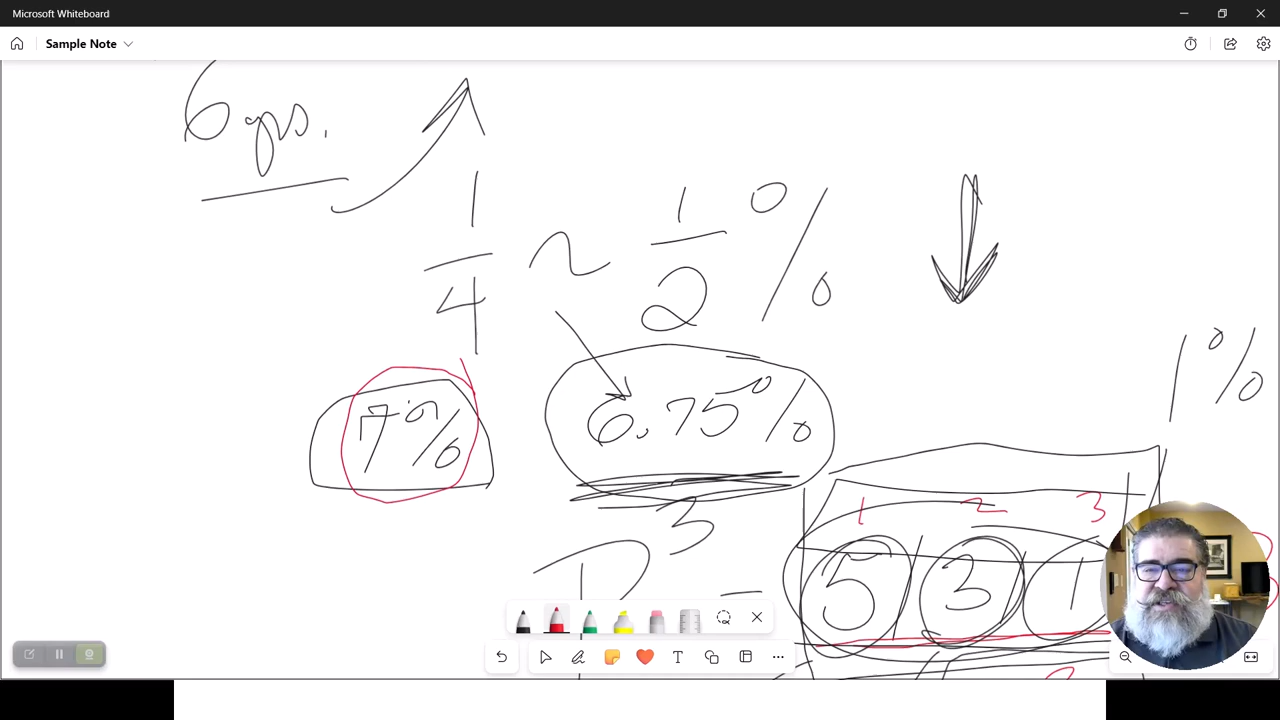 Microsoft Whiteboard
Sample Note
6 yrs.
1/4 ~ 1/2 %
1%
7% 6.75%
3
1 2 3
5 3 1